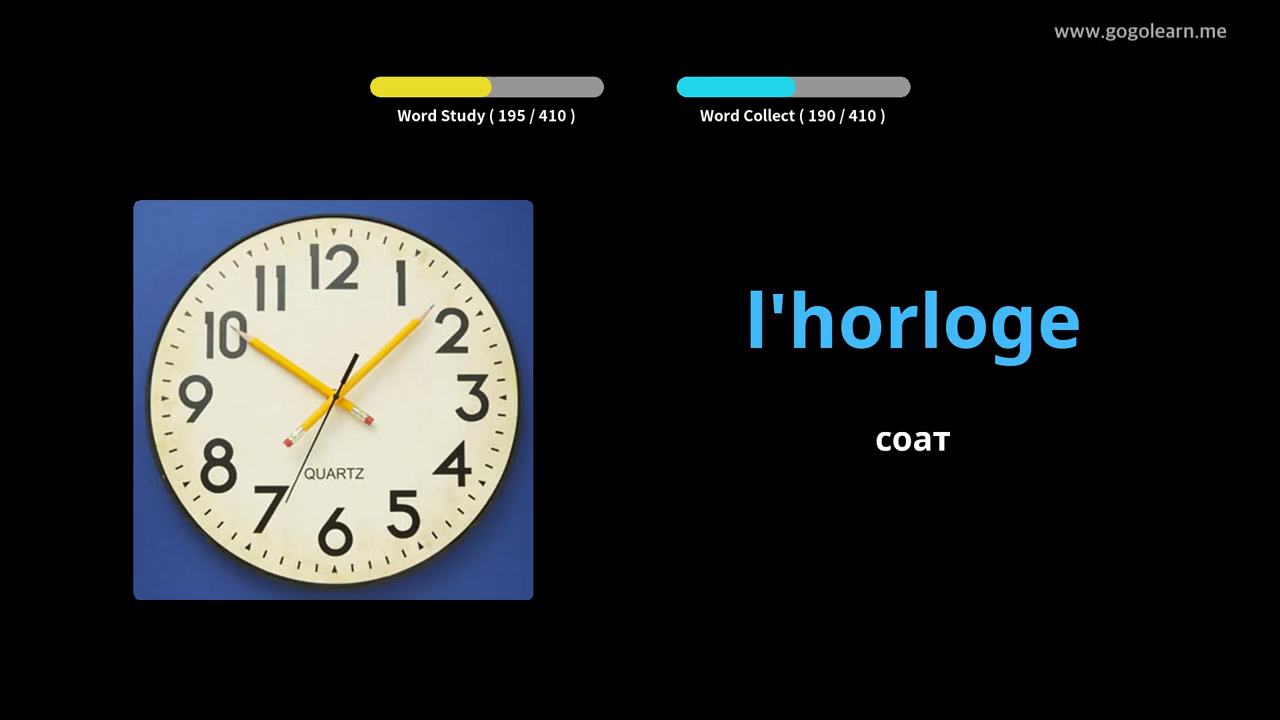 www.gogolearn.me
Word Study ( 195 / 410 )
Word Collect ( 190 / 410 )
12
11
1
10
2
9
3
8
4
QUARTZ
7
5
6
l'horloge
соат